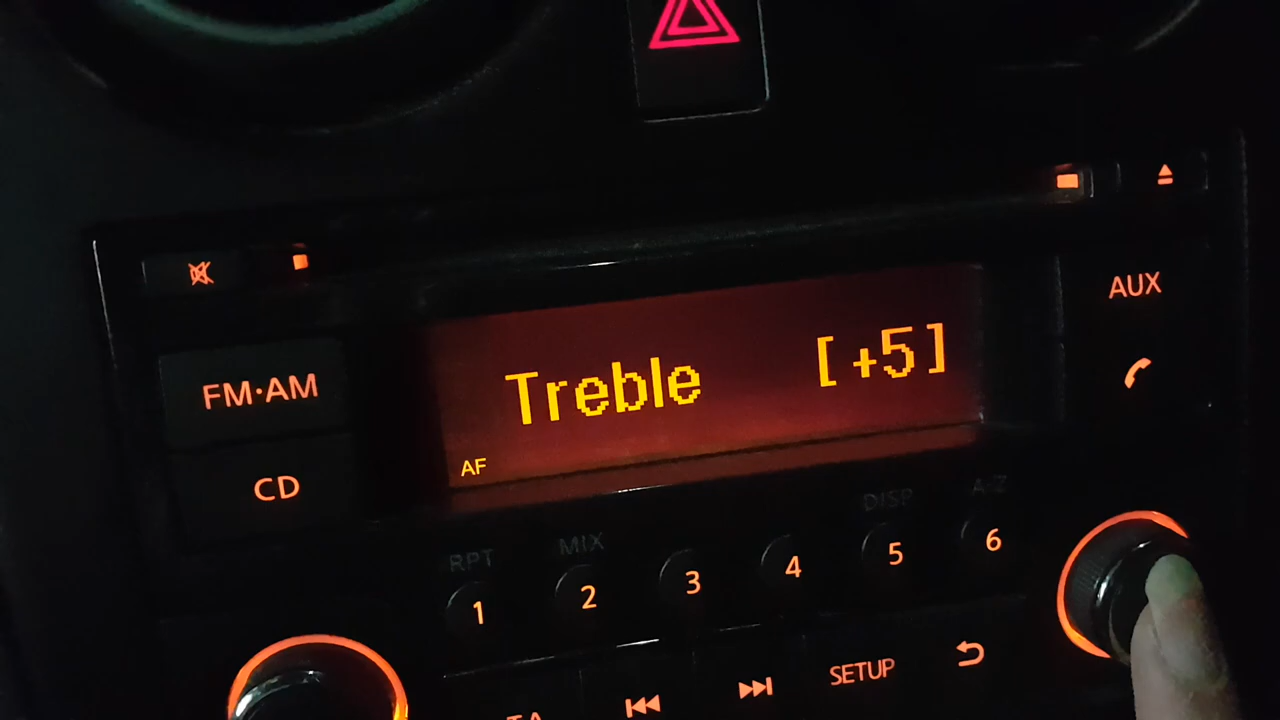 AUX
FM·AM
Treble [+5]
AF
CD
RPT MIX DISP A-Z
1 2 3 4 5 6
TA
SETUP